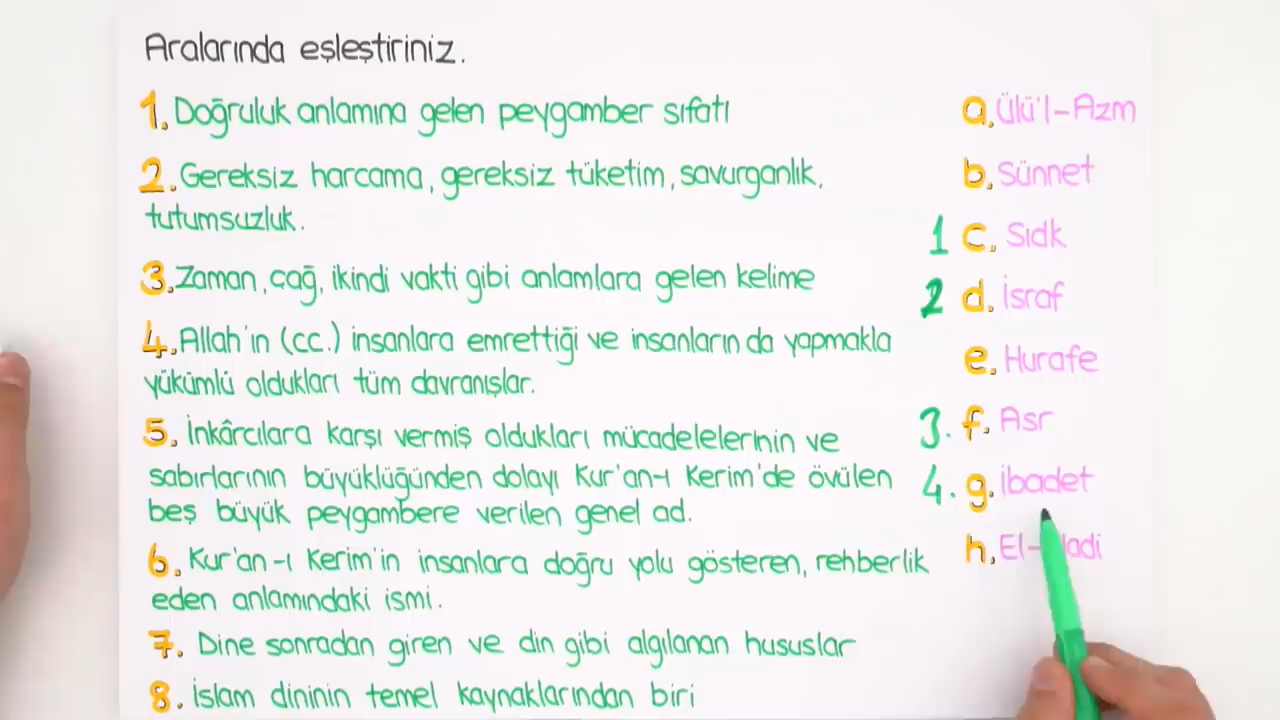 Aralarında eşleştiriniz.
1. Doğruluk anlamına gelen peygamber sıfatı
2. Gereksiz harcama, gereksiz tüketim, savurganlık,
tutumsuzluk.
3. Zaman, çağ, ikindi vakti gibi anlamlara gelen kelime
4. Allah'ın (cc.) insanlara emrettiği ve insanların da yapmakla
yükümlü oldukları tüm davranışlar.
5. İnkârcılara karşı vermiş oldukları mücadelelerinin ve
sabırlarının büyüklüğünden dolayı Kur'an-ı Kerim'de övülen
beş büyük peygambere verilen genel ad.
6. Kur'an-ı Kerim'in insanlara doğru yolu gösteren, rehberlik
eden anlamındaki ismi.
7. Dine sonradan giren ve din gibi algılanan hususlar
8. İslam dininin temel kaynaklarından biri
a. Ülü'l-Azm
b. Sünnet
1 c. Sıdk
2 d. İsraf
e. Hurafe
3. f. Asr
4. g. İbadet
h. El-